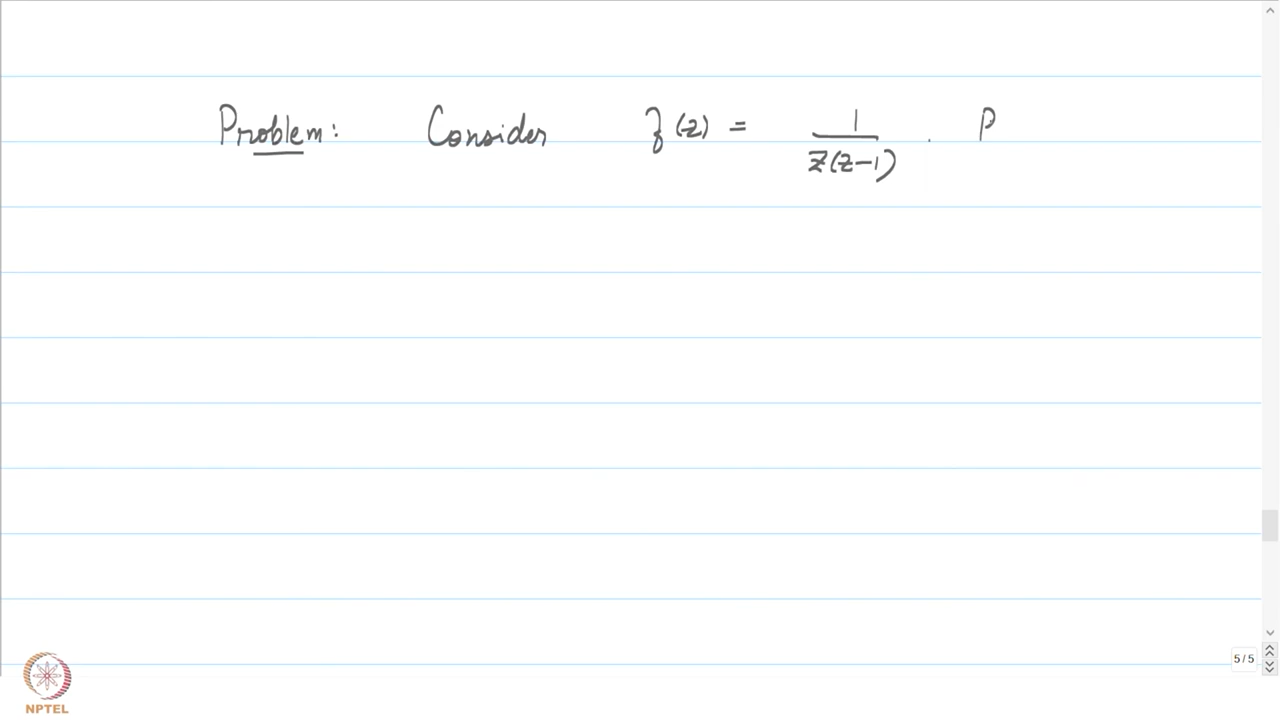 Problem: Consider f(z) = 1/(z(z-1)). P
5/5
NPTEL